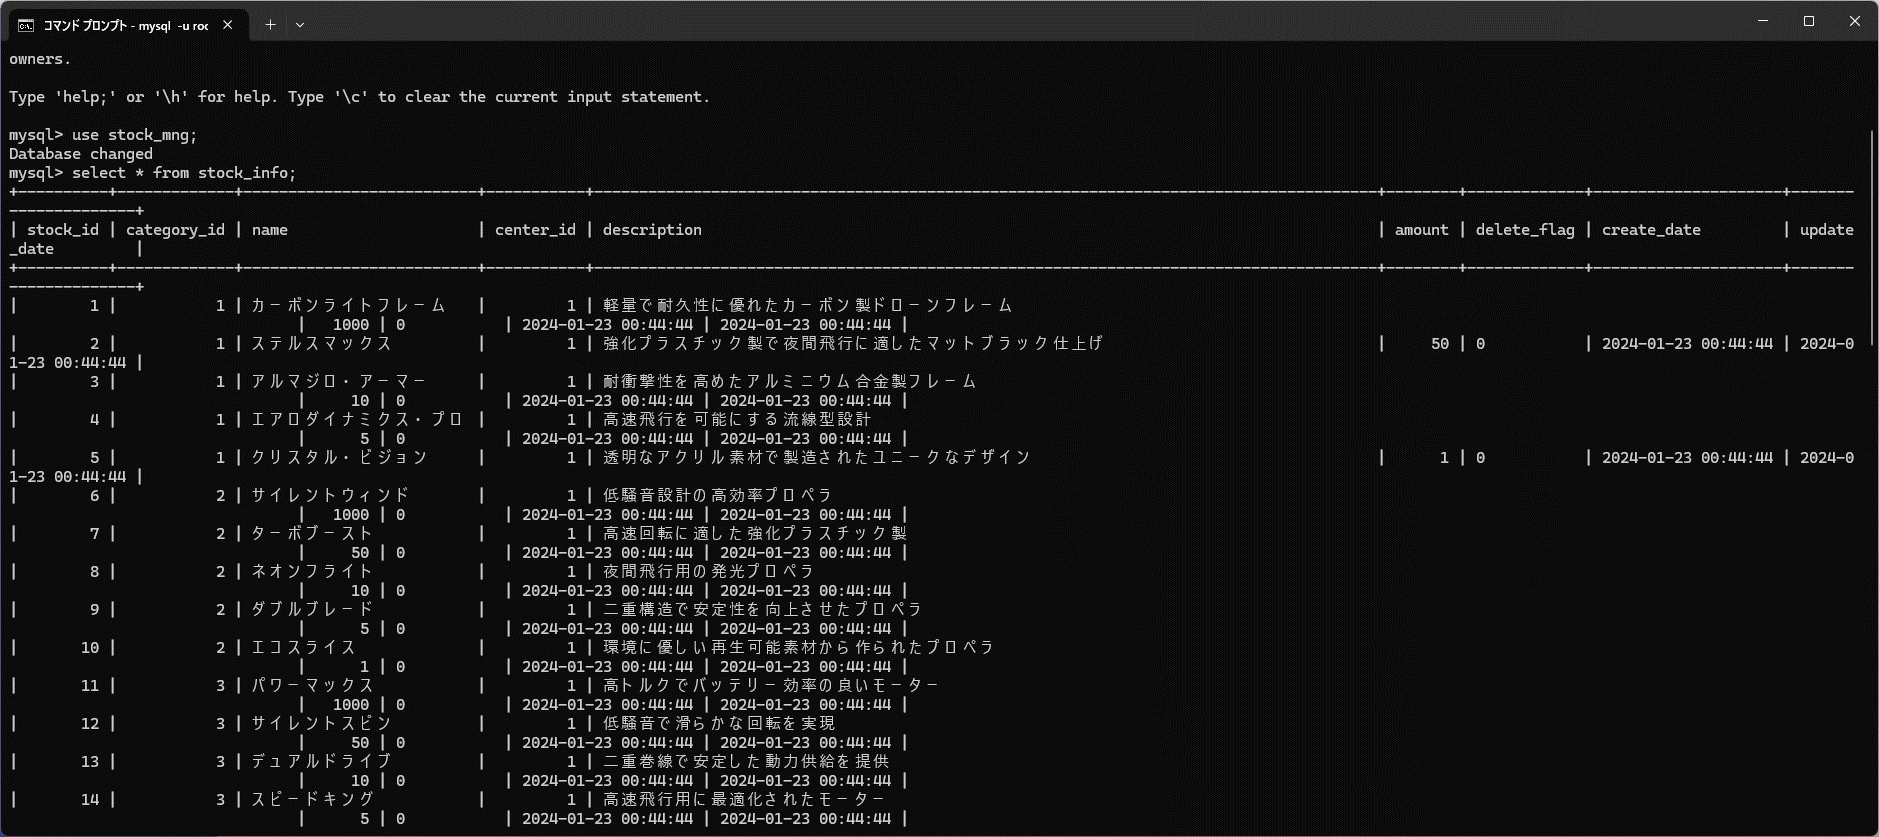 コマンド プロンプト - mysql -u roc
owners.
Type 'help;' or '\h' for help. Type '\c' to clear the current input statement.
mysql> use stock_mng;
Database changed
mysql> select * from stock_info;
+----------+-------------+--------------------------+-----------+---------------------------------------------------------------------------------------+--------+-------------+---------------------+-------
--------------+
| stock_id | category_id | name | center_id | description | amount | delete_flag | create_date | update
_date |
+----------+-------------+--------------------------+-----------+---------------------------------------------------------------------------------------+--------+-------------+---------------------+-------
--------------+
| 1 | 1 | カーボンライトフレーム | 1 | 軽量で耐久性に優れたカーボン製ドローンフレーム
| 1000 | 0 | 2024-01-23 00:44:44 | 2024-01-23 00:44:44 |
| 2 | 1 | ステルスマックス | 1 | 強化プラスチック製で夜間飛行に適したマットブラック仕上げ | 50 | 0 | 2024-01-23 00:44:44 | 2024-0
1-23 00:44:44 |
| 3 | 1 | アルマジロ・アーマー | 1 | 耐衝撃性を高めたアルミニウム合金製フレーム
| 10 | 0 | 2024-01-23 00:44:44 | 2024-01-23 00:44:44 |
| 4 | 1 | エアロダイナミクス・プロ | 1 | 高速飛行を可能にする流線型設計
| 5 | 0 | 2024-01-23 00:44:44 | 2024-01-23 00:44:44 |
| 5 | 1 | クリスタル・ビジョン | 1 | 透明なアクリル素材で製造されたユニークなデザイン | 1 | 0 | 2024-01-23 00:44:44 | 2024-0
1-23 00:44:44 |
| 6 | 2 | サイレントウィンド | 1 | 低騒音設計の高効率プロペラ
| 1000 | 0 | 2024-01-23 00:44:44 | 2024-01-23 00:44:44 |
| 7 | 2 | ターボブースト | 1 | 高速回転に適した強化プラスチック製
| 50 | 0 | 2024-01-23 00:44:44 | 2024-01-23 00:44:44 |
| 8 | 2 | ネオンフライト | 1 | 夜間飛行用の発光プロペラ
| 10 | 0 | 2024-01-23 00:44:44 | 2024-01-23 00:44:44 |
| 9 | 2 | ダブルブレード | 1 | 二重構造で安定性を向上させたプロペラ
| 5 | 0 | 2024-01-23 00:44:44 | 2024-01-23 00:44:44 |
| 10 | 2 | エコスライス | 1 | 環境に優しい再生可能素材から作られたプロペラ
| 1 | 0 | 2024-01-23 00:44:44 | 2024-01-23 00:44:44 |
| 11 | 3 | パワーマックス | 1 | 高トルクでバッテリー効率の良いモーター
| 1000 | 0 | 2024-01-23 00:44:44 | 2024-01-23 00:44:44 |
| 12 | 3 | サイレントスピン | 1 | 低騒音で滑らかな回転を実現
| 50 | 0 | 2024-01-23 00:44:44 | 2024-01-23 00:44:44 |
| 13 | 3 | デュアルドライブ | 1 | 二重巻線で安定した動力供給を提供
| 10 | 0 | 2024-01-23 00:44:44 | 2024-01-23 00:44:44 |
| 14 | 3 | スピードキング | 1 | 高速飛行用に最適化されたモーター
| 5 | 0 | 2024-01-23 00:44:44 | 2024-01-23 00:44:44 |